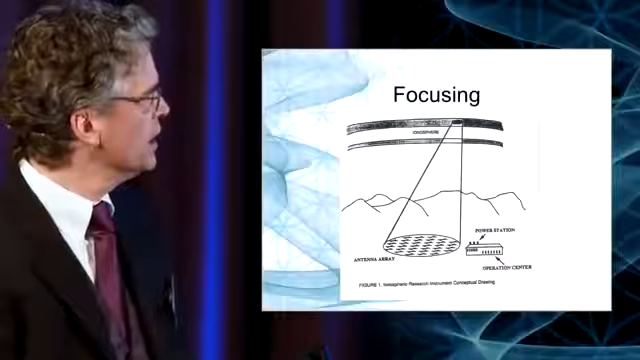 Focusing
IONOSPHERE
POWER STATION
ANTENNA ARRAY
OPERATION CENTER
FIGURE 1. Ionospheric Research Instrument Conceptual Drawing